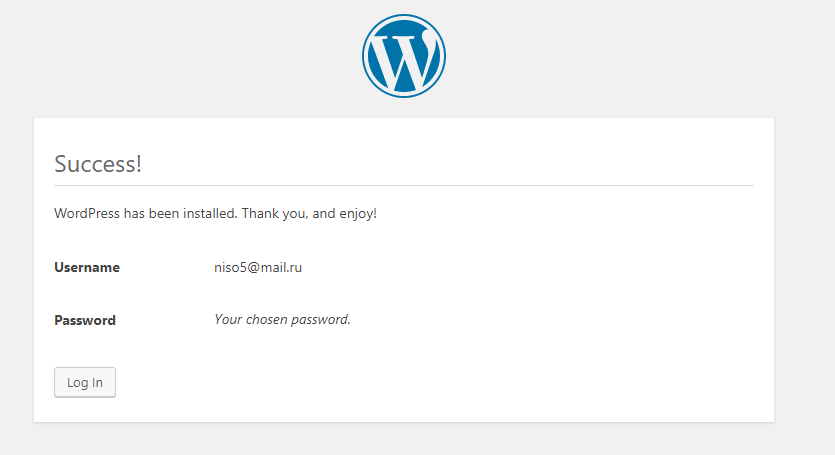 Success!
WordPress has been installed. Thank you, and enjoy!
Username niso5@mail.ru
Password Your chosen password.
Log In